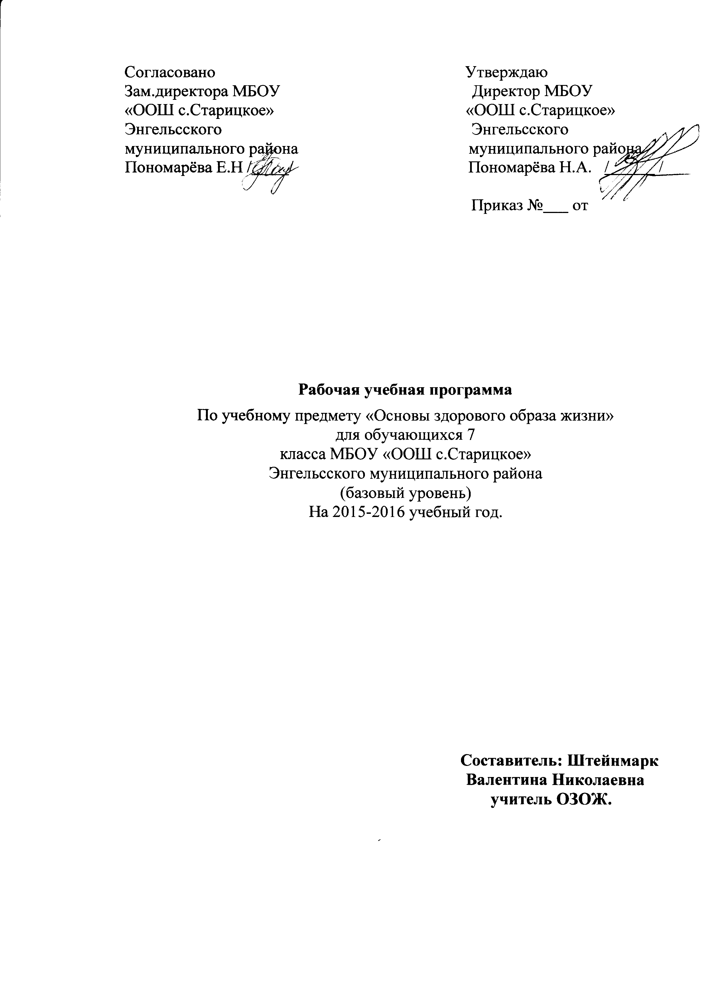 Согласовано
Зам.директора МБОУ
«ООШ с.Старицкое»
Энгельсского
муниципального района
Пономарёва Е.Н /
Утверждаю
Директор МБОУ
«ООШ с.Старицкое»
Энгельсского
муниципального района
Пономарёва Н.А. /__________/
Приказ №___ от
Рабочая учебная программа
По учебному предмету «Основы здорового образа жизни»
для обучающихся 7
класса МБОУ «ООШ с.Старицкое»
Энгельсского муниципального района
(базовый уровень)
На 2015-2016 учебный год.
Составитель: Штейнмарк
Валентина Николаевна
учитель ОЗОЖ.